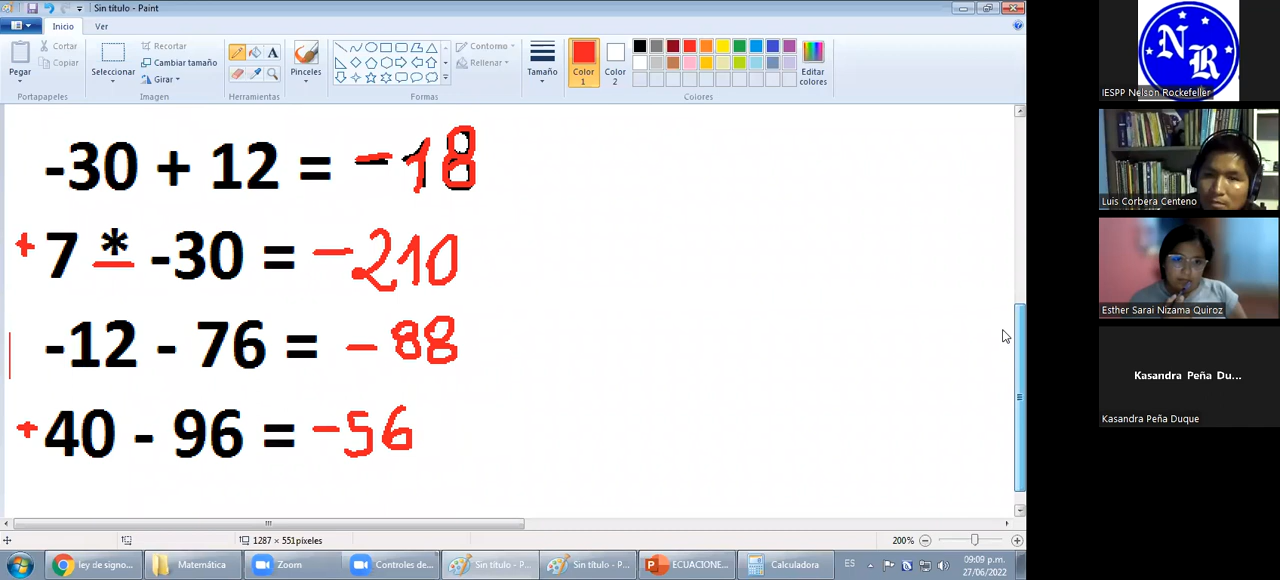 Sin título - Paint
Inicio Ver
Pegar
Cortar
Copiar
Portapapeles
Seleccionar
Recortar
Cambiar tamaño
Girar
Imagen
A
Herramientas
Pinceles
Contorno
Rellenar
Formas
Tamaño
Color 1
Color 2
Editar colores
Colores
-30 + 12 = -18
+7 * -30 = -210
-12 - 76 = -88
+40 - 96 = -56
1287 × 551píxeles
200%
ley de signo...
Matemática
Zoom
Controles de...
Sin título - P...
Sin título - P...
ECUACIONE...
Calculadora
ES
09:09 p.m.
27/06/2022
NR
IESPP Nelson Rockefeller
Luis Corbera Centeno
Esther Sarai Nizama Quiroz
Kasandra Peña Du...
Kasandra Peña Duque